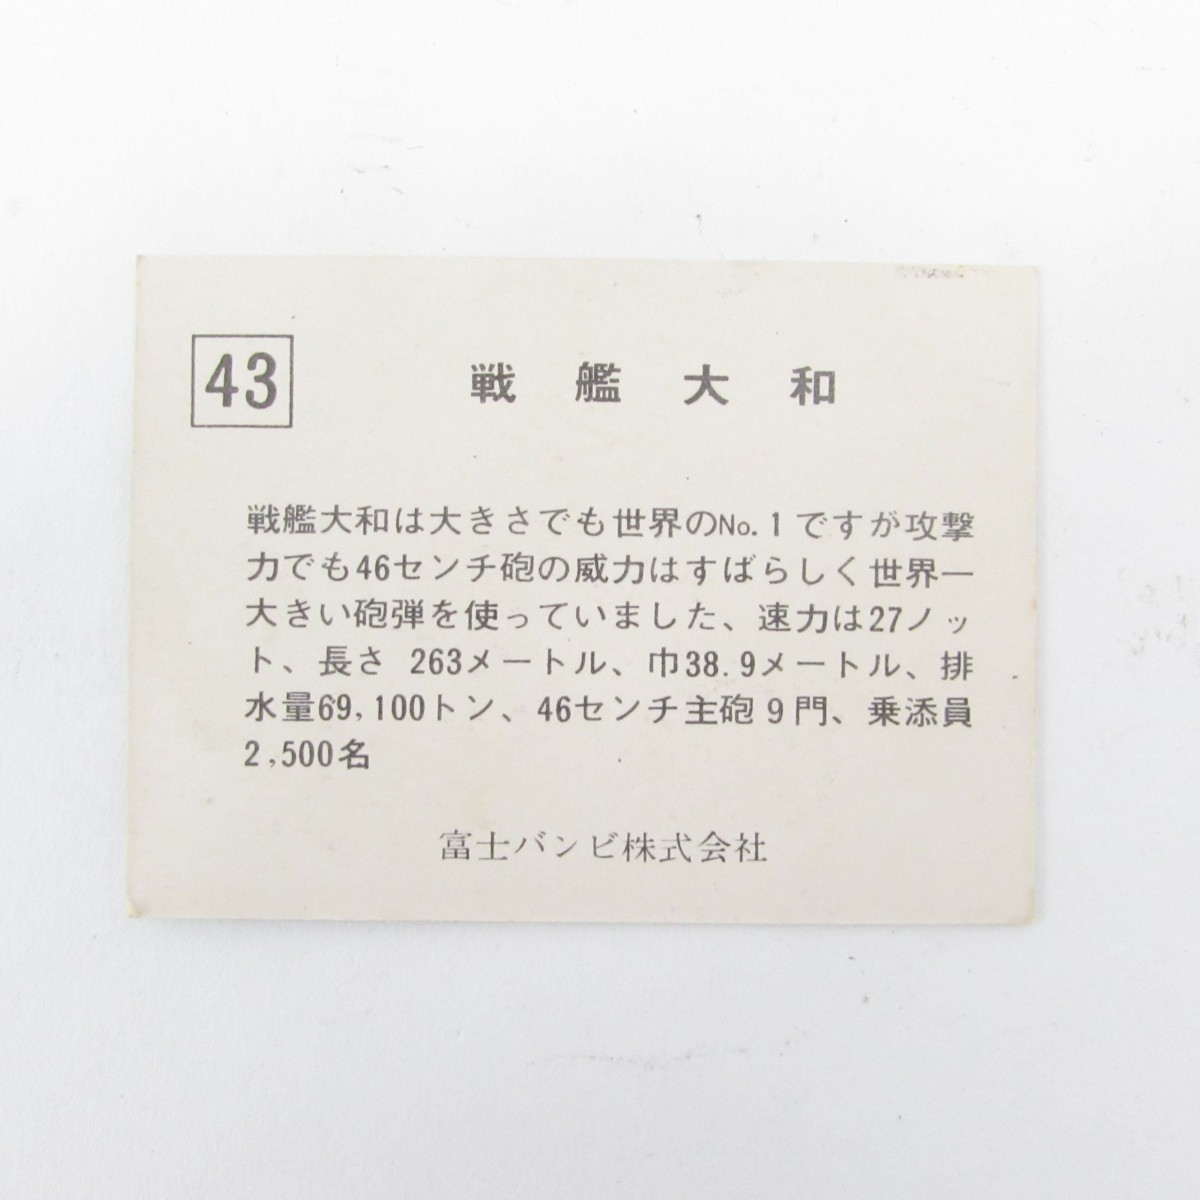 43
戦艦大和
戦艦大和は大きさでも世界のNo.1ですが攻撃
力でも46センチ砲の威力はすばらしく世界一
大きい砲弾を使っていました、速力は27ノッ
ト、長さ 263メートル、巾38.9メートル、排
水量69,100トン、46センチ主砲9門、乗添員
2,500名
富士バンビ株式会社